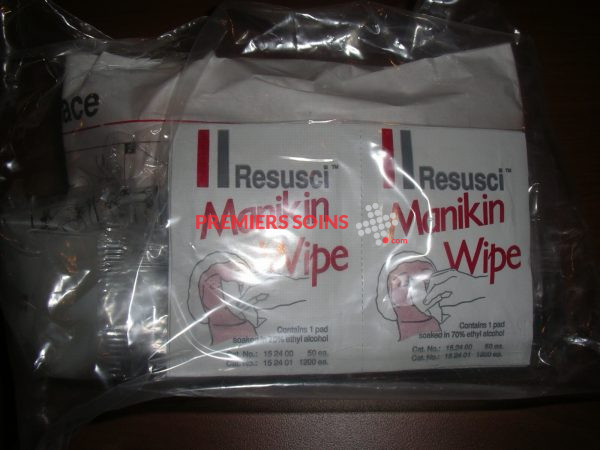 ace
Resusci™
Manikin
Wipe
Contains 1 pad
soaked in 70% ethyl alcohol
Cat. No.: 15 24 00 50 ea.
Cat. No.: 15 24 01 1200 ea.
Resusci™
Manikin
Wipe
Contains 1 pad
soaked in 70% ethyl alcohol
Cat. No.: 15 24 00 50 ea.
Cat. No.: 15 24 01 1200 ea.
PREMIERS SOINS
.com